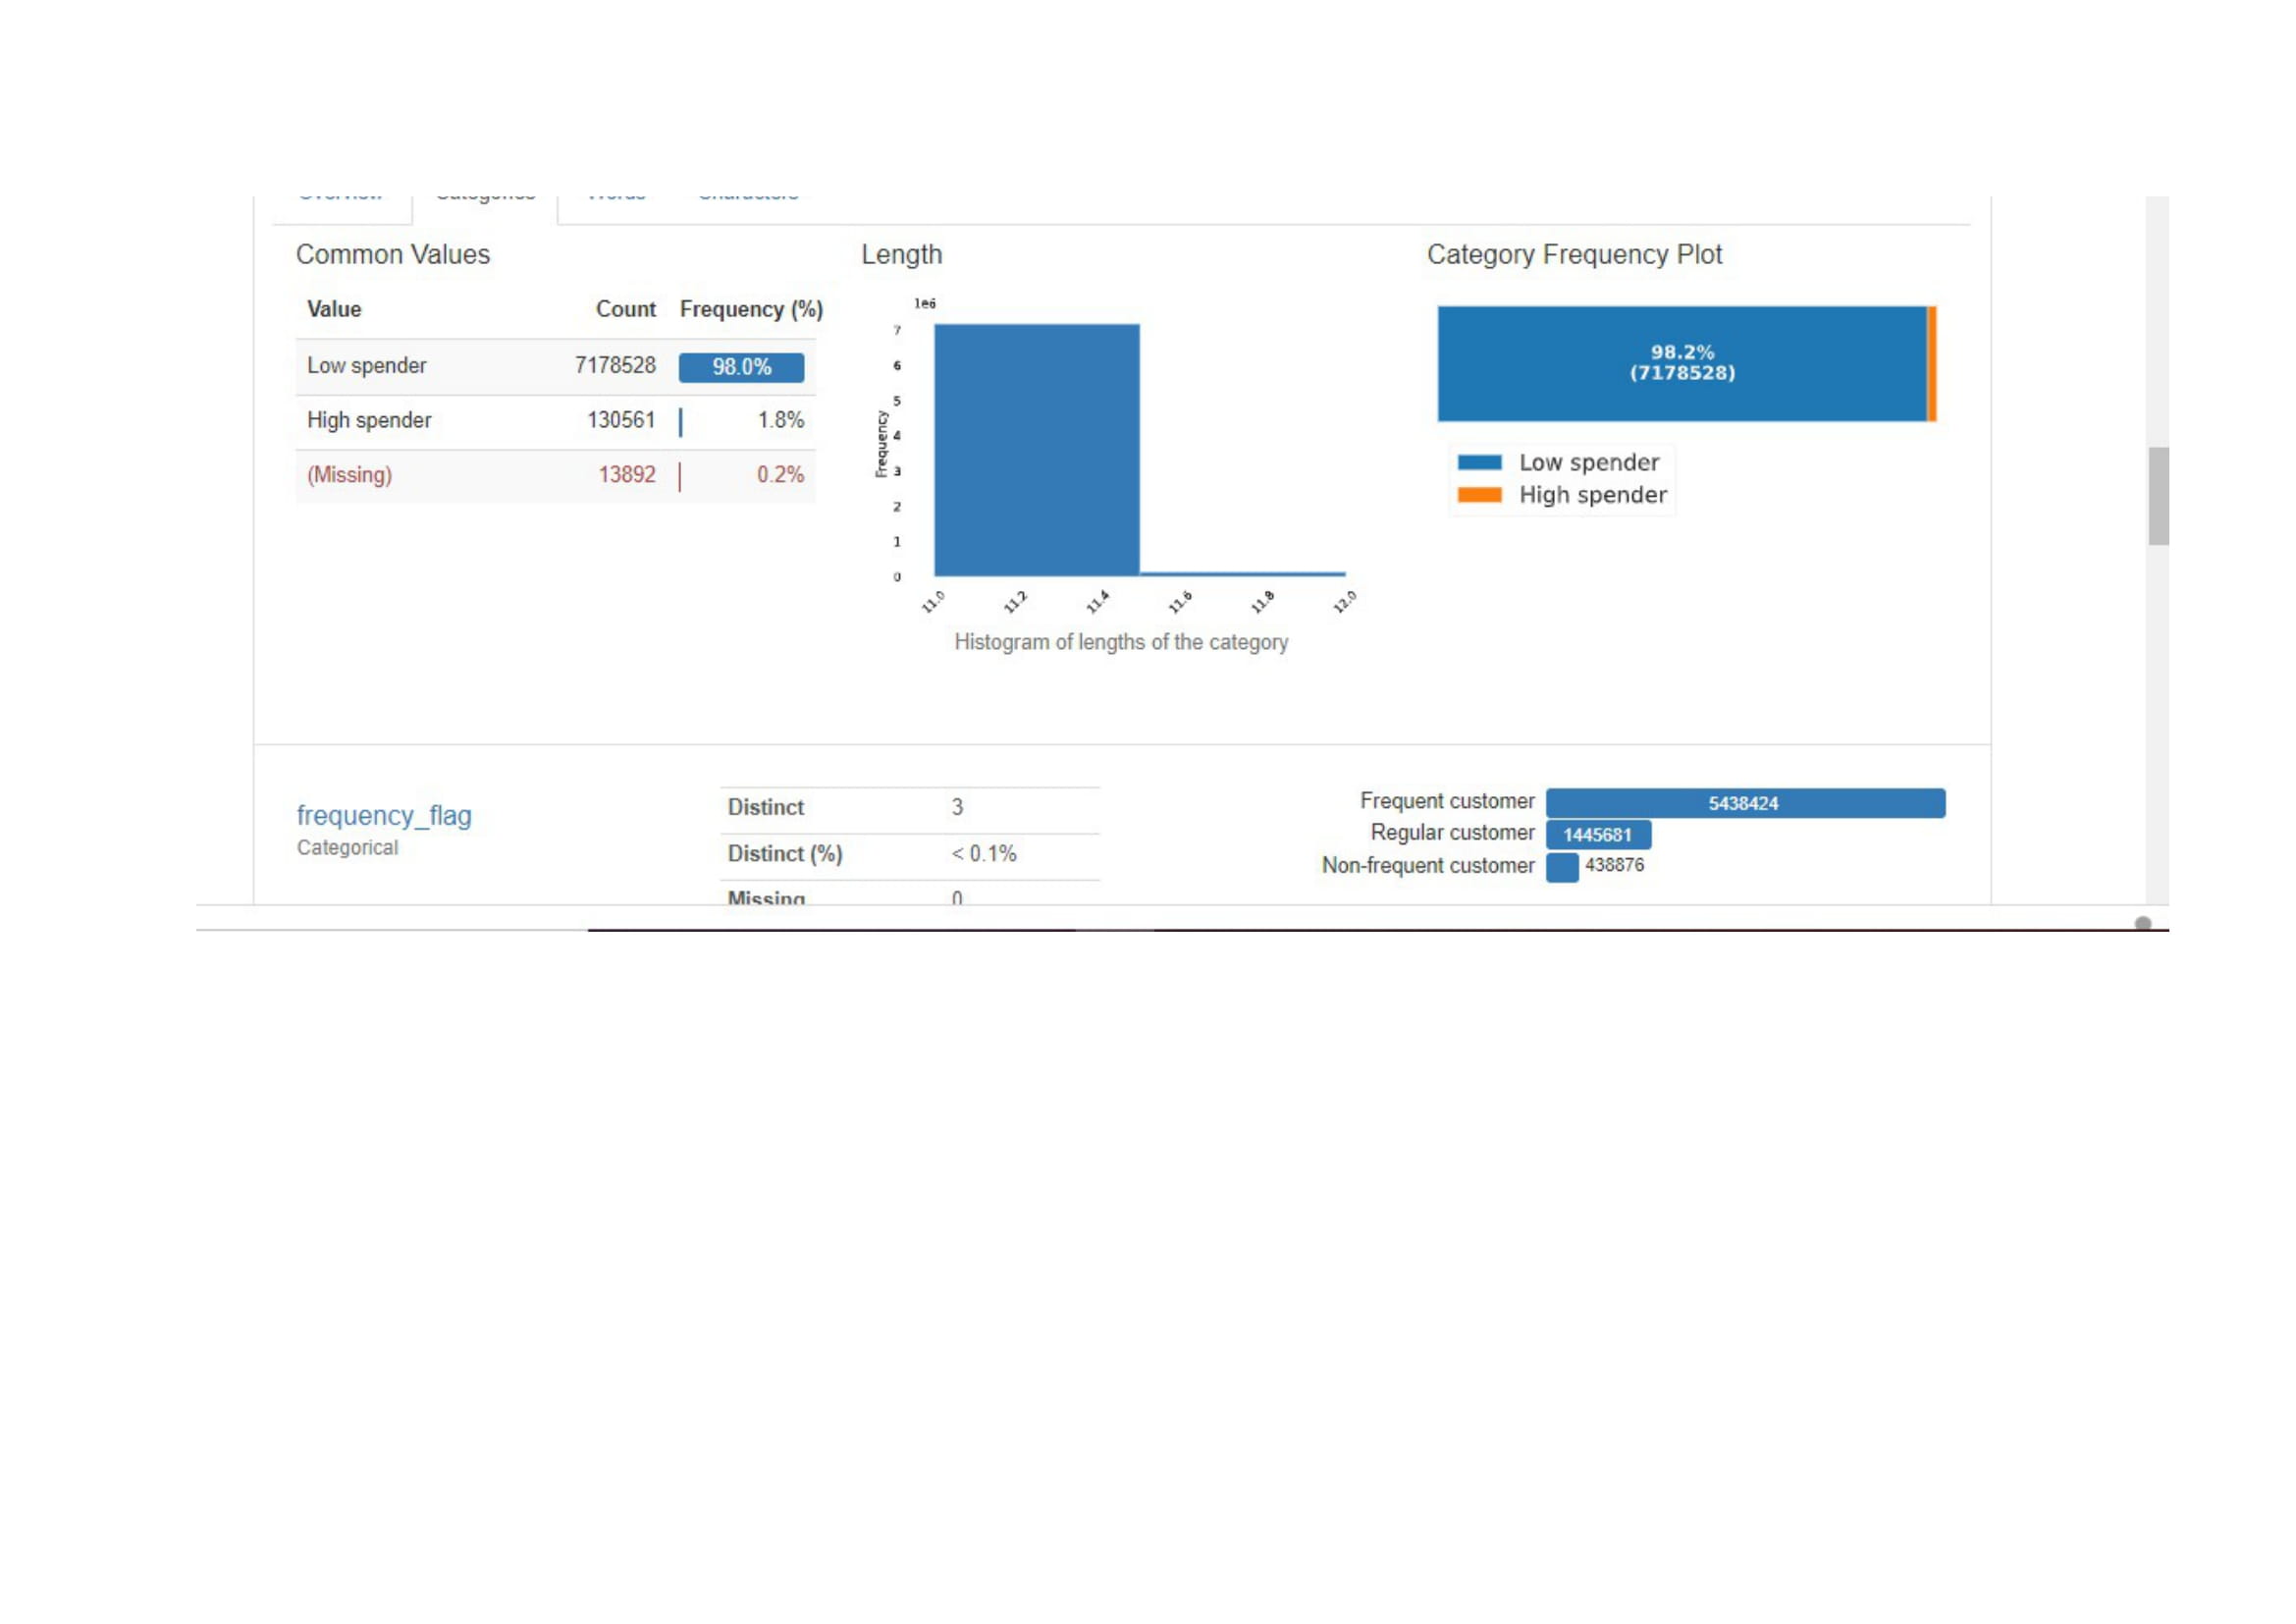 Overview Categories Words Characters
Common Values
Value Count Frequency (%)
Low spender 7178528 98.0%
High spender 130561 1.8%
(Missing) 13892 0.2%
Length
1e6
7
6
5
4
3
2
1
0
Frequency
11.0 11.2 11.4 11.6 11.8 12.0
Histogram of lengths of the category
Category Frequency Plot
98.2%
(7178528)
Low spender
High spender
frequency_flag
Categorical
Distinct 3
Distinct (%) < 0.1%
Missing 0
Frequent customer 5438424
Regular customer 1445681
Non-frequent customer 438876